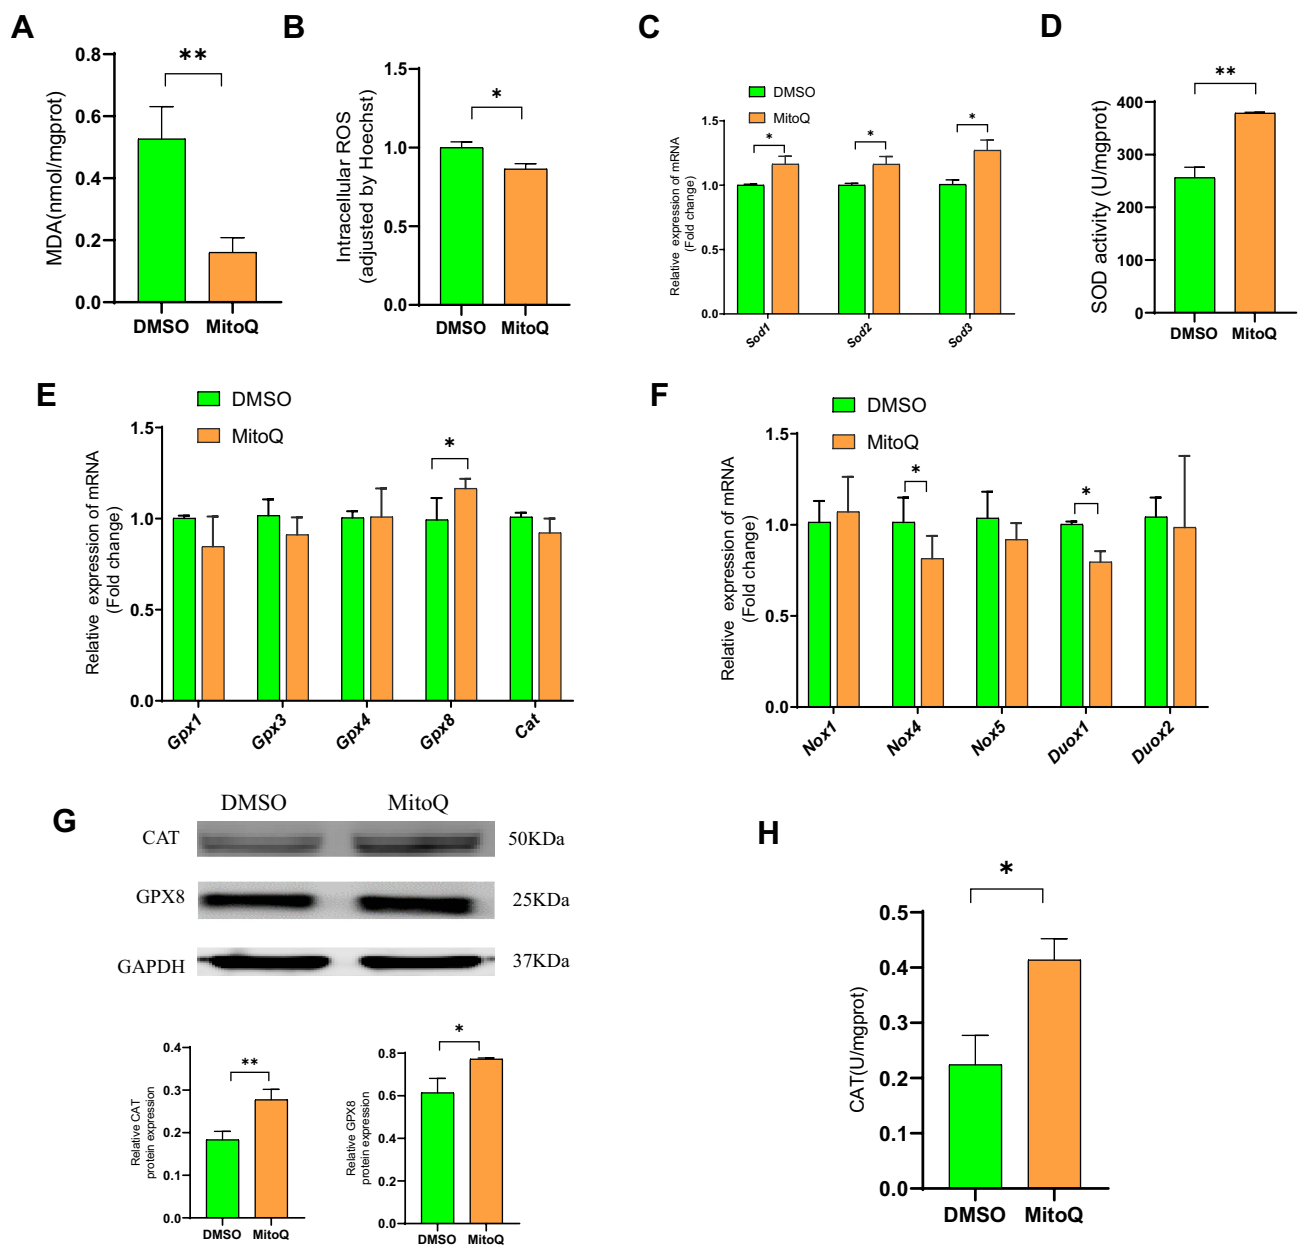 A
MDA(nmol/mgprot)
0.8
0.6
0.4
0.2
0.0
**
DMSO
MitoQ
B
Intracellular ROS
(adjusted by Hoechst)
1.5
1.0
0.5
0.0
*
DMSO
MitoQ
C
DMSO
MitoQ
Relative expression of mRNA
(Fold change)
1.5
1.0
0.5
0.0
*
*
*
Sod1
Sod2
Sod3
D
SOD activity (U/mgprot)
400
300
200
100
0
**
DMSO
MitoQ
E
DMSO
MitoQ
Relative expression of mRNA
(Fold change)
1.5
1.0
0.5
0.0
*
Gpx1
Gpx3
Gpx4
Gpx8
Cat
F
DMSO
MitoQ
Relative expression of mRNA
(Fold change)
1.5
1.0
0.5
0.0
*
*
Nox1
Nox4
Nox5
Duox1
Duox2
G
DMSO
MitoQ
CAT
50KDa
GPX8
25KDa
GAPDH
37KDa
Relative CAT
protein expression
0.4
0.3
0.2
0.1
0.0
**
DMSO
MitoQ
Relative GPX8
protein expression
0.8
0.6
0.4
0.2
0.0
*
DMSO
MitoQ
H
CAT(U/mgprot)
0.5
0.4
0.3
0.2
0.1
0.0
*
DMSO
MitoQ